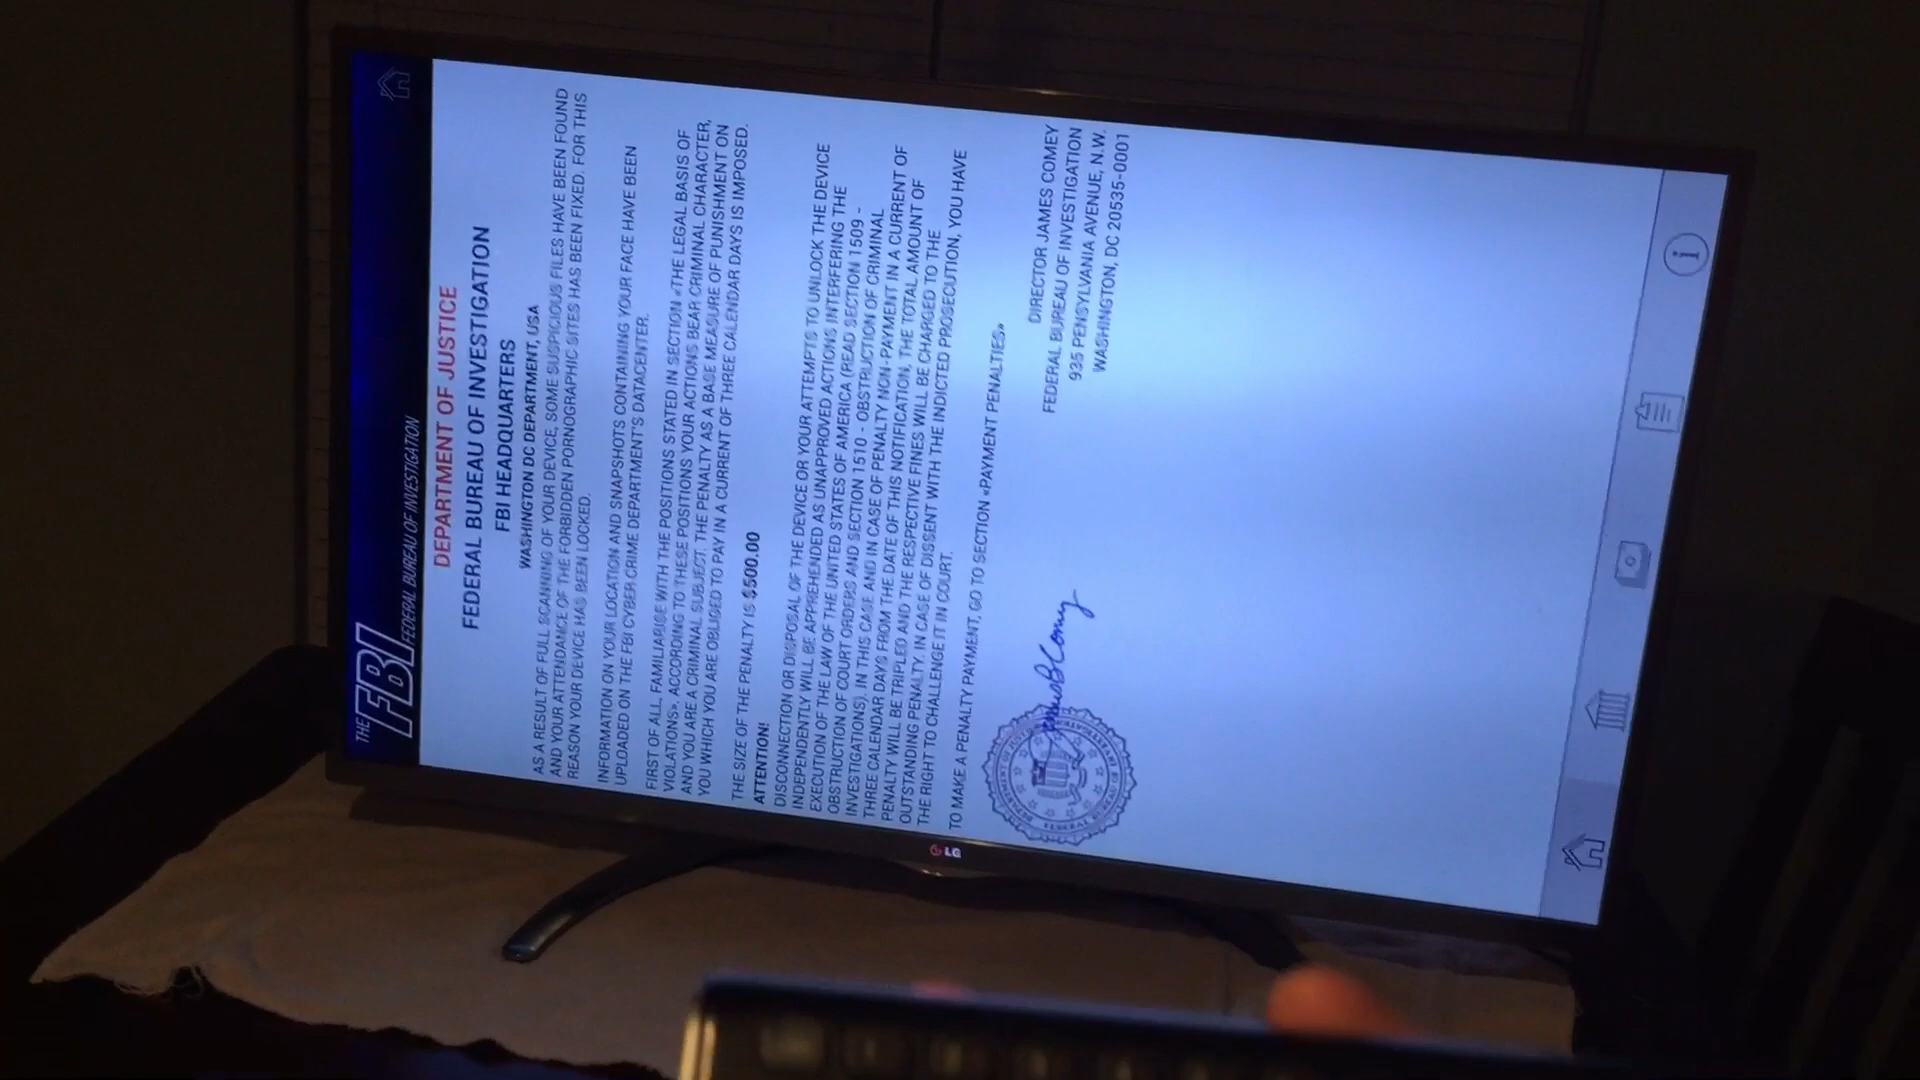 THE FBI FEDERAL BUREAU OF INVESTIGATION
DEPARTMENT OF JUSTICE
FEDERAL BUREAU OF INVESTIGATION
FBI HEADQUARTERS
WASHINGTON DC DEPARTMENT, USA
AS A RESULT OF FULL SCANNING OF YOUR DEVICE, SOME SUSPICIOUS FILES HAVE BEEN FOUND
AND YOUR ATTENDANCE OF THE FORBIDDEN PORNOGRAPHIC SITES HAS BEEN FIXED. FOR THIS
REASON YOUR DEVICE HAS BEEN LOCKED.
INFORMATION ON YOUR LOCATION AND SNAPSHOTS CONTAINING YOUR FACE HAVE BEEN
UPLOADED ON THE FBI CYBER CRIME DEPARTMENT'S DATACENTER.
FIRST OF ALL, FAMILIARISE WITH THE POSITIONS STATED IN SECTION «THE LEGAL BASIS OF
VIOLATIONS». ACCORDING TO THESE POSITIONS YOUR ACTIONS BEAR CRIMINAL CHARACTER,
AND YOU ARE A CRIMINAL SUBJECT. THE PENALTY AS A BASE MEASURE OF PUNISHMENT ON
YOU WHICH YOU ARE OBLIGED TO PAY IN A CURRENT OF THREE CALENDAR DAYS IS IMPOSED.
THE SIZE OF THE PENALTY IS $500.00
ATTENTION!
DISCONNECTION OR DISPOSAL OF THE DEVICE OR YOUR ATTEMPTS TO UNLOCK THE DEVICE
INDEPENDENTLY WILL BE APPREHENDED AS UNAPPROVED ACTIONS INTERFERING THE
EXECUTION OF THE LAW OF THE UNITED STATES OF AMERICA (READ SECTION 1509 -
OBSTRUCTION OF COURT ORDERS AND SECTION 1510 - OBSTRUCTION OF CRIMINAL
INVESTIGATIONS). IN THIS CASE AND IN CASE OF PENALTY NON-PAYMENT IN A CURRENT OF
THREE CALENDAR DAYS FROM THE DATE OF THIS NOTIFICATION, THE TOTAL AMOUNT OF
PENALTY WILL BE TRIPLED AND THE RESPECTIVE FINES WILL BE CHARGED TO THE
OUTSTANDING PENALTY. IN CASE OF DISSENT WITH THE INDICTED PROSECUTION, YOU HAVE
THE RIGHT TO CHALLENGE IT IN COURT.
TO MAKE A PENALTY PAYMENT, GO TO SECTION «PAYMENT PENALTIES»
DIRECTOR JAMES COMEY
FEDERAL BUREAU OF INVESTIGATION
935 PENSYLVANIA AVENUE, N.W.
WASHINGTON, DC 20535-0001
LG